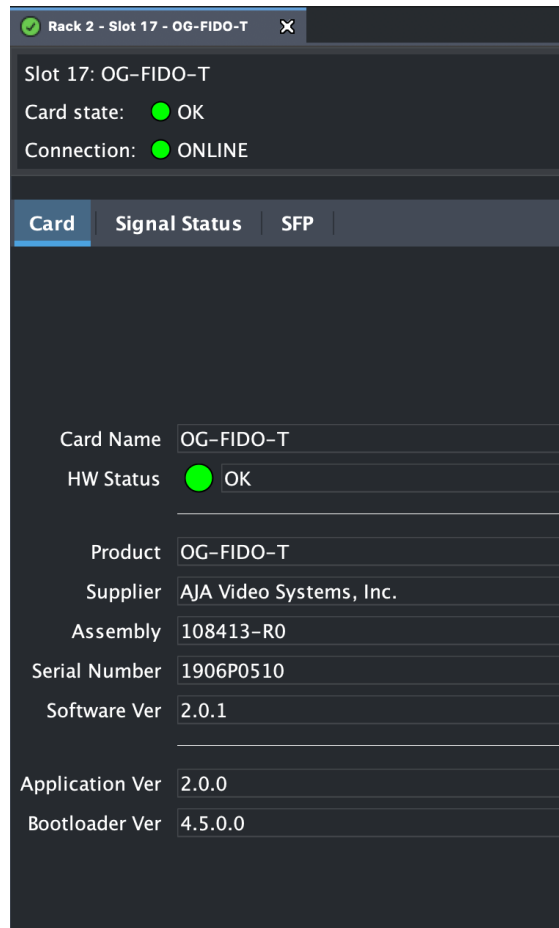 Rack 2 - Slot 17 - OG-FIDO-T
Slot 17: OG-FIDO-T
Card state: OK
Connection: ONLINE
Card Signal Status SFP
Card Name OG-FIDO-T
HW Status OK
Product OG-FIDO-T
Supplier AJA Video Systems, Inc.
Assembly 108413-R0
Serial Number 1906P0510
Software Ver 2.0.1
Application Ver 2.0.0
Bootloader Ver 4.5.0.0